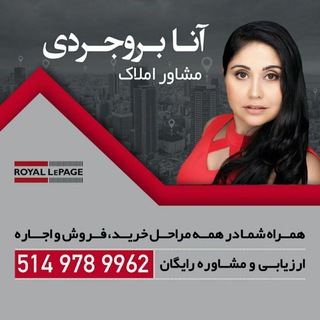 آنا بروجردی
مشاور املاک
ROYAL LEPAGE
همراه شما در همه مراحل خرید، فروش و اجاره
ارزیابی و مشاوره رایگان 514 978 9962